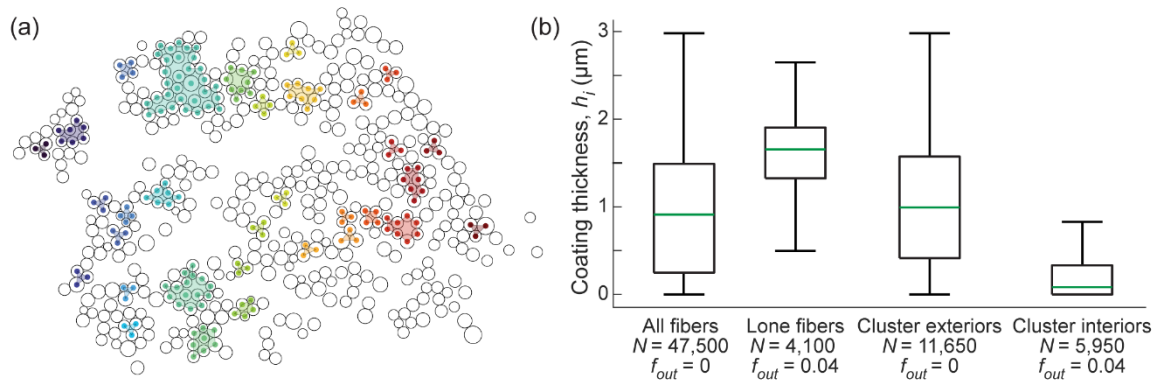 (a)
(b)
Coating thickness, h_i (μm)
3
2
1
0
All fibers
N = 47,500
f_out = 0
Lone fibers
N = 4,100
f_out = 0.04
Cluster exteriors
N = 11,650
f_out = 0
Cluster interiors
N = 5,950
f_out = 0.04